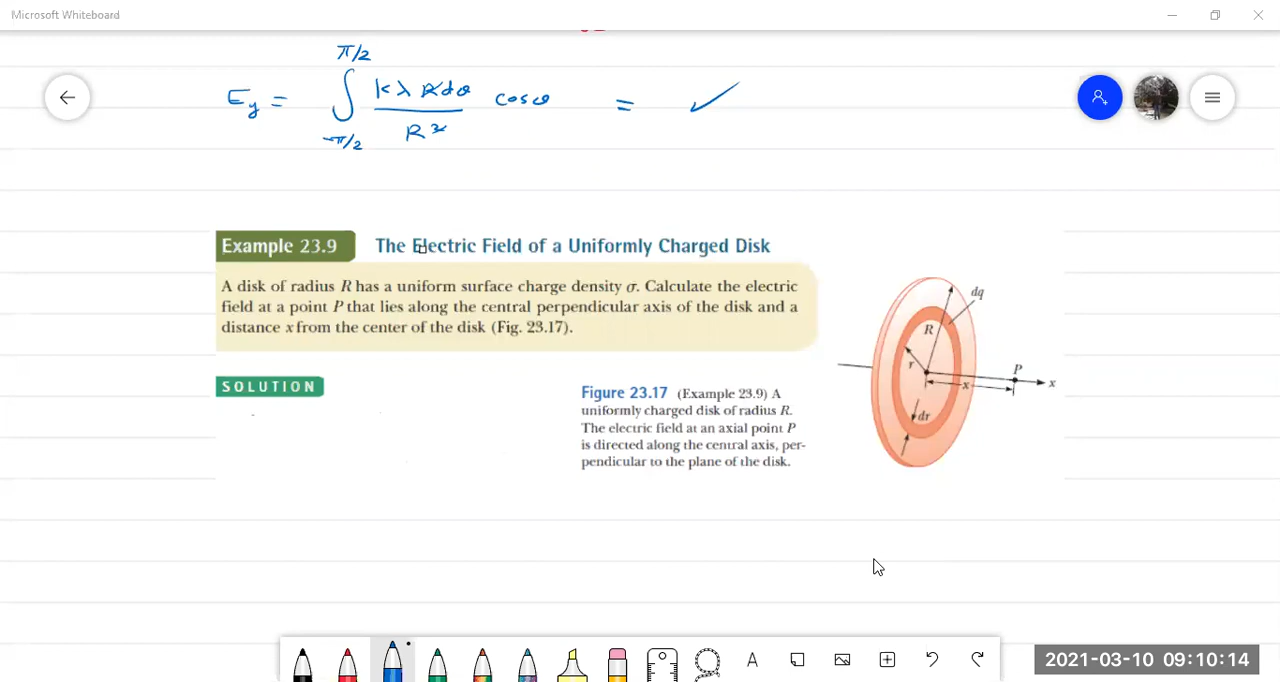 Microsoft Whiteboard
π/2
E_y = ∫ kλ R dθ / R² cosθ = ✓
-π/2
Example 23.9 The Electric Field of a Uniformly Charged Disk
A disk of radius R has a uniform surface charge density σ. Calculate the electric
field at a point P that lies along the central perpendicular axis of the disk and a
distance x from the center of the disk (Fig. 23.17).
SOLUTION
Figure 23.17 (Example 23.9) A
uniformly charged disk of radius R.
The electric field at an axial point P
is directed along the central axis, per-
pendicular to the plane of the disk.
dq
R
r
P
x
x
dr
A
2021-03-10 09:10:14